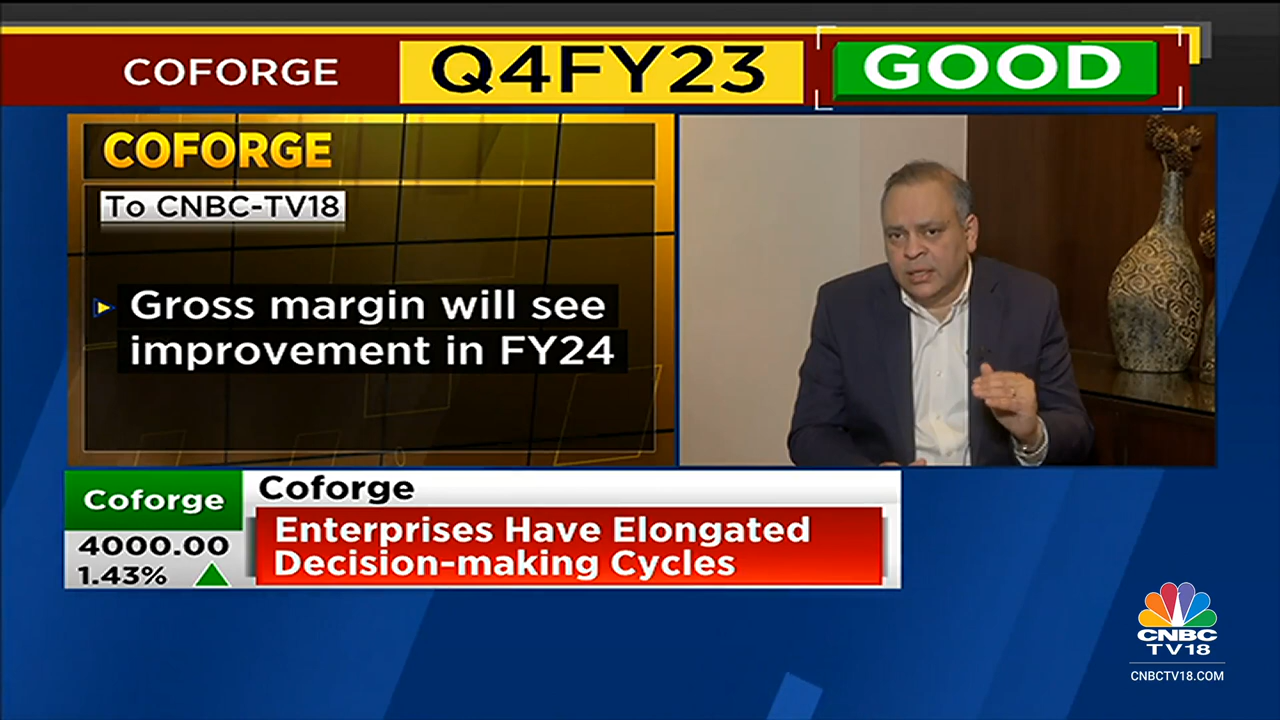 COFORGE
Q4FY23
GOOD
COFORGE
To CNBC-TV18
Gross margin will see
improvement in FY24
Coforge
4000.00
1.43%
Coforge
Enterprises Have Elongated
Decision-making Cycles
CNBC
TV18
CNBCTV18.COM